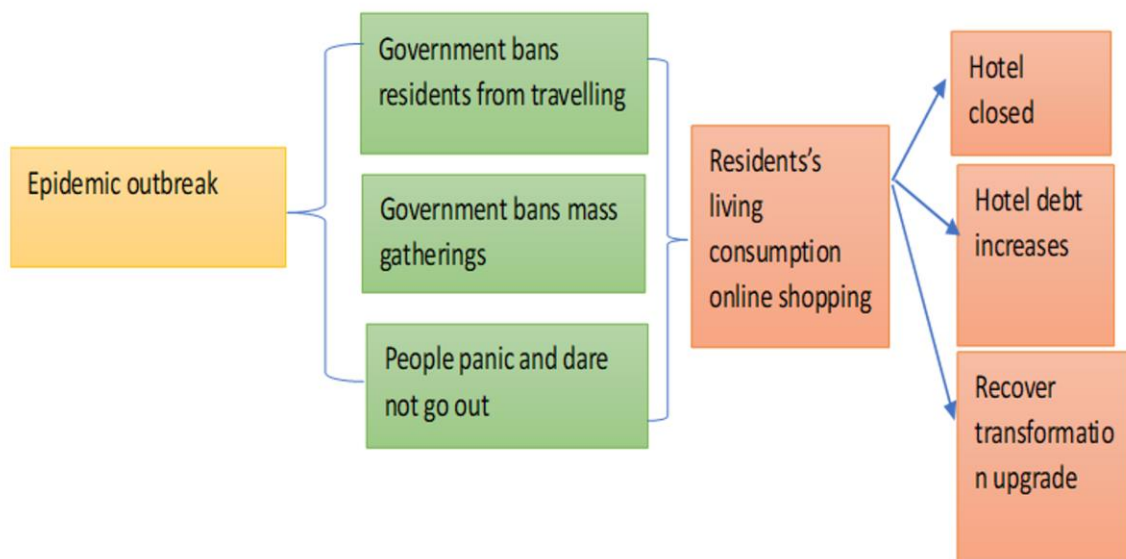 Epidemic outbreak
Government bans
residents from travelling
Government bans mass
gatherings
People panic and dare
not go out
Residents's
living
consumption
online shopping
Hotel
closed
Hotel debt
increases
Recover
transformatio
n upgrade